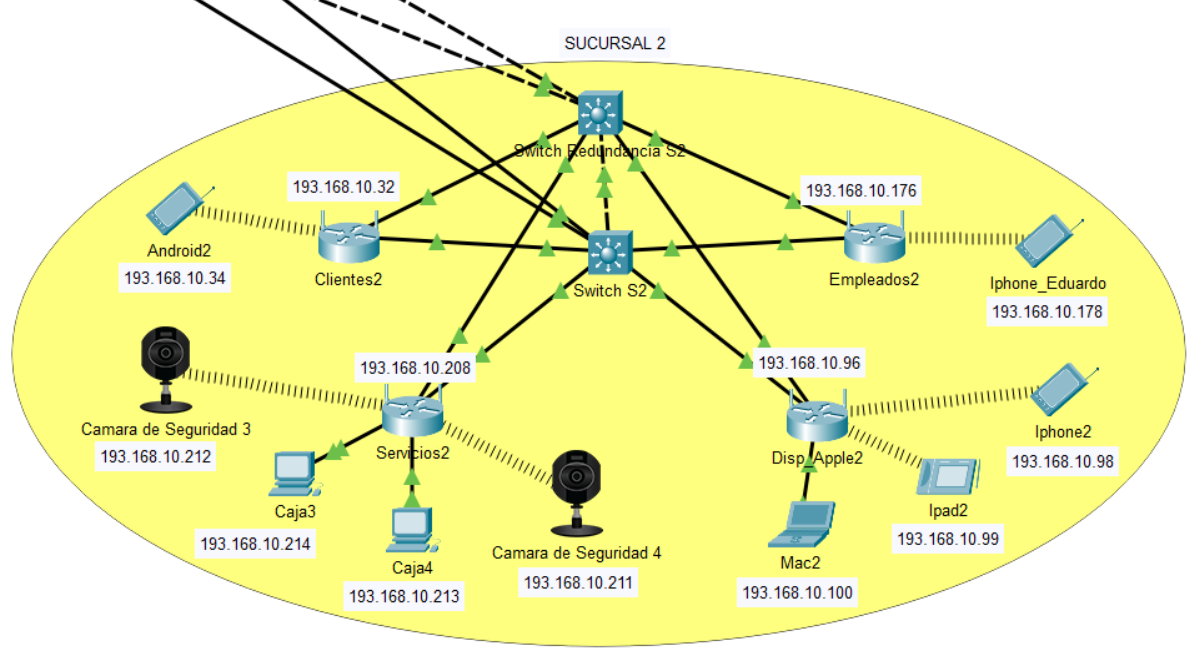 SUCURSAL 2
Switch Redundancia S2
193.168.10.32
193.168.10.176
Android2
193.168.10.34
Clientes2
Switch S2
Empleados2
Iphone_Eduardo
193.168.10.178
193.168.10.208
193.168.10.96
Camara de Seguridad 3
193.168.10.212
Servicios2
Disp_Apple2
Iphone2
193.168.10.98
Caja3
193.168.10.214
Caja4
193.168.10.213
Camara de Seguridad 4
193.168.10.211
Ipad2
193.168.10.99
Mac2
193.168.10.100